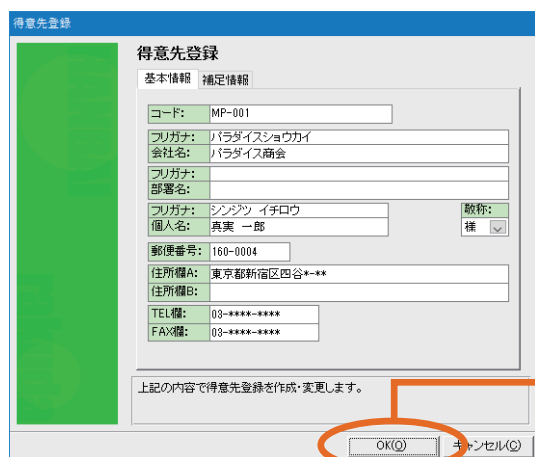 得意先登録
得意先登録
基本情報 補足情報
コード: MP-001
フリガナ: パラダイスショウカイ
会社名: パラダイス商会
フリガナ:
部署名:
フリガナ: シンジツ イチロウ 敬称:
個人名: 真実 一郎 様
郵便番号: 160-0004
住所欄A: 東京都新宿区四谷*-**
住所欄B:
TEL欄: 03-****-****
FAX欄: 03-****-****
上記の内容で得意先登録を作成・変更します。
OK(O) キャンセル(C)